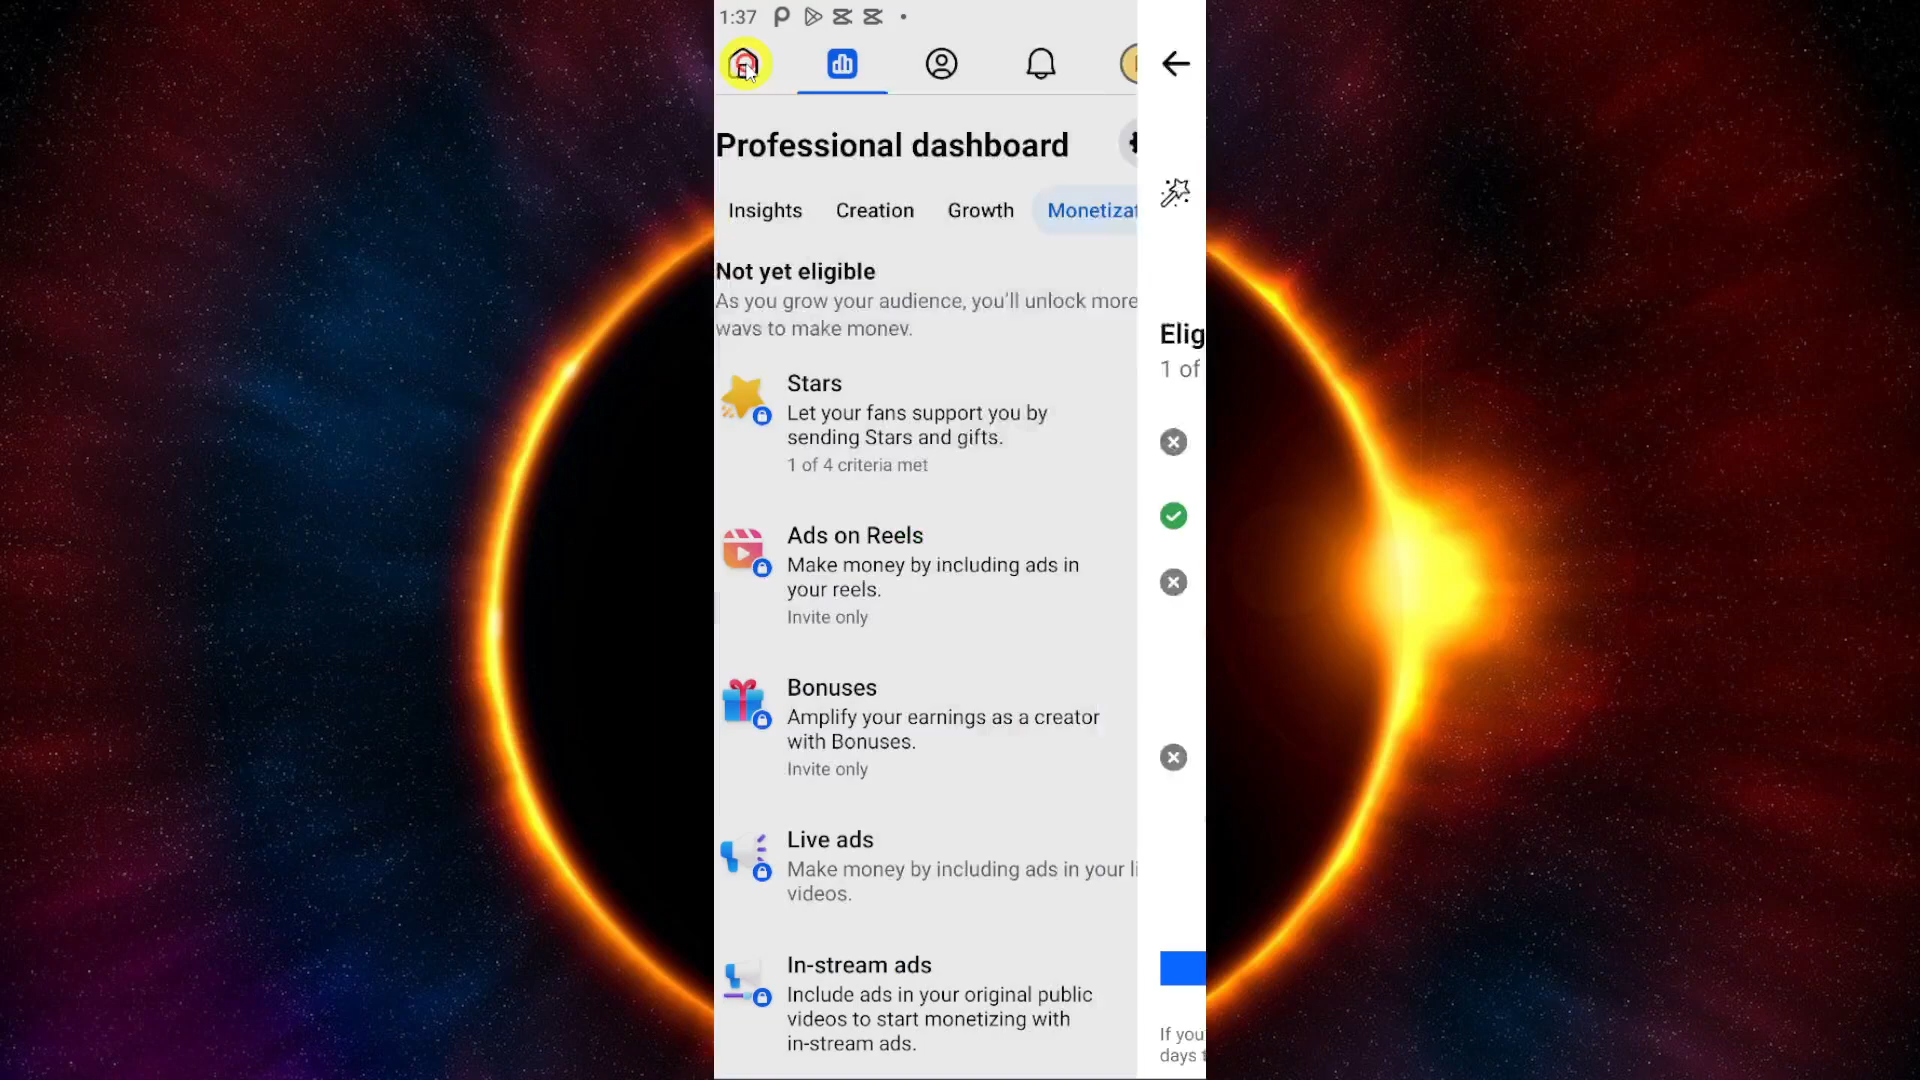 1:37
Professional dashboard
Insights
Creation
Growth
Monetizat
Not yet eligible
As you grow your audience, you'll unlock more
ways to make money.
Stars
Let your fans support you by
sending Stars and gifts.
1 of 4 criteria met
Ads on Reels
Make money by including ads in
your reels.
Invite only
Bonuses
Amplify your earnings as a creator
with Bonuses.
Invite only
Live ads
Make money by including ads in your li
videos.
In-stream ads
Include ads in your original public
videos to start monetizing with
in-stream ads.
Elig
1 of
If you
days t